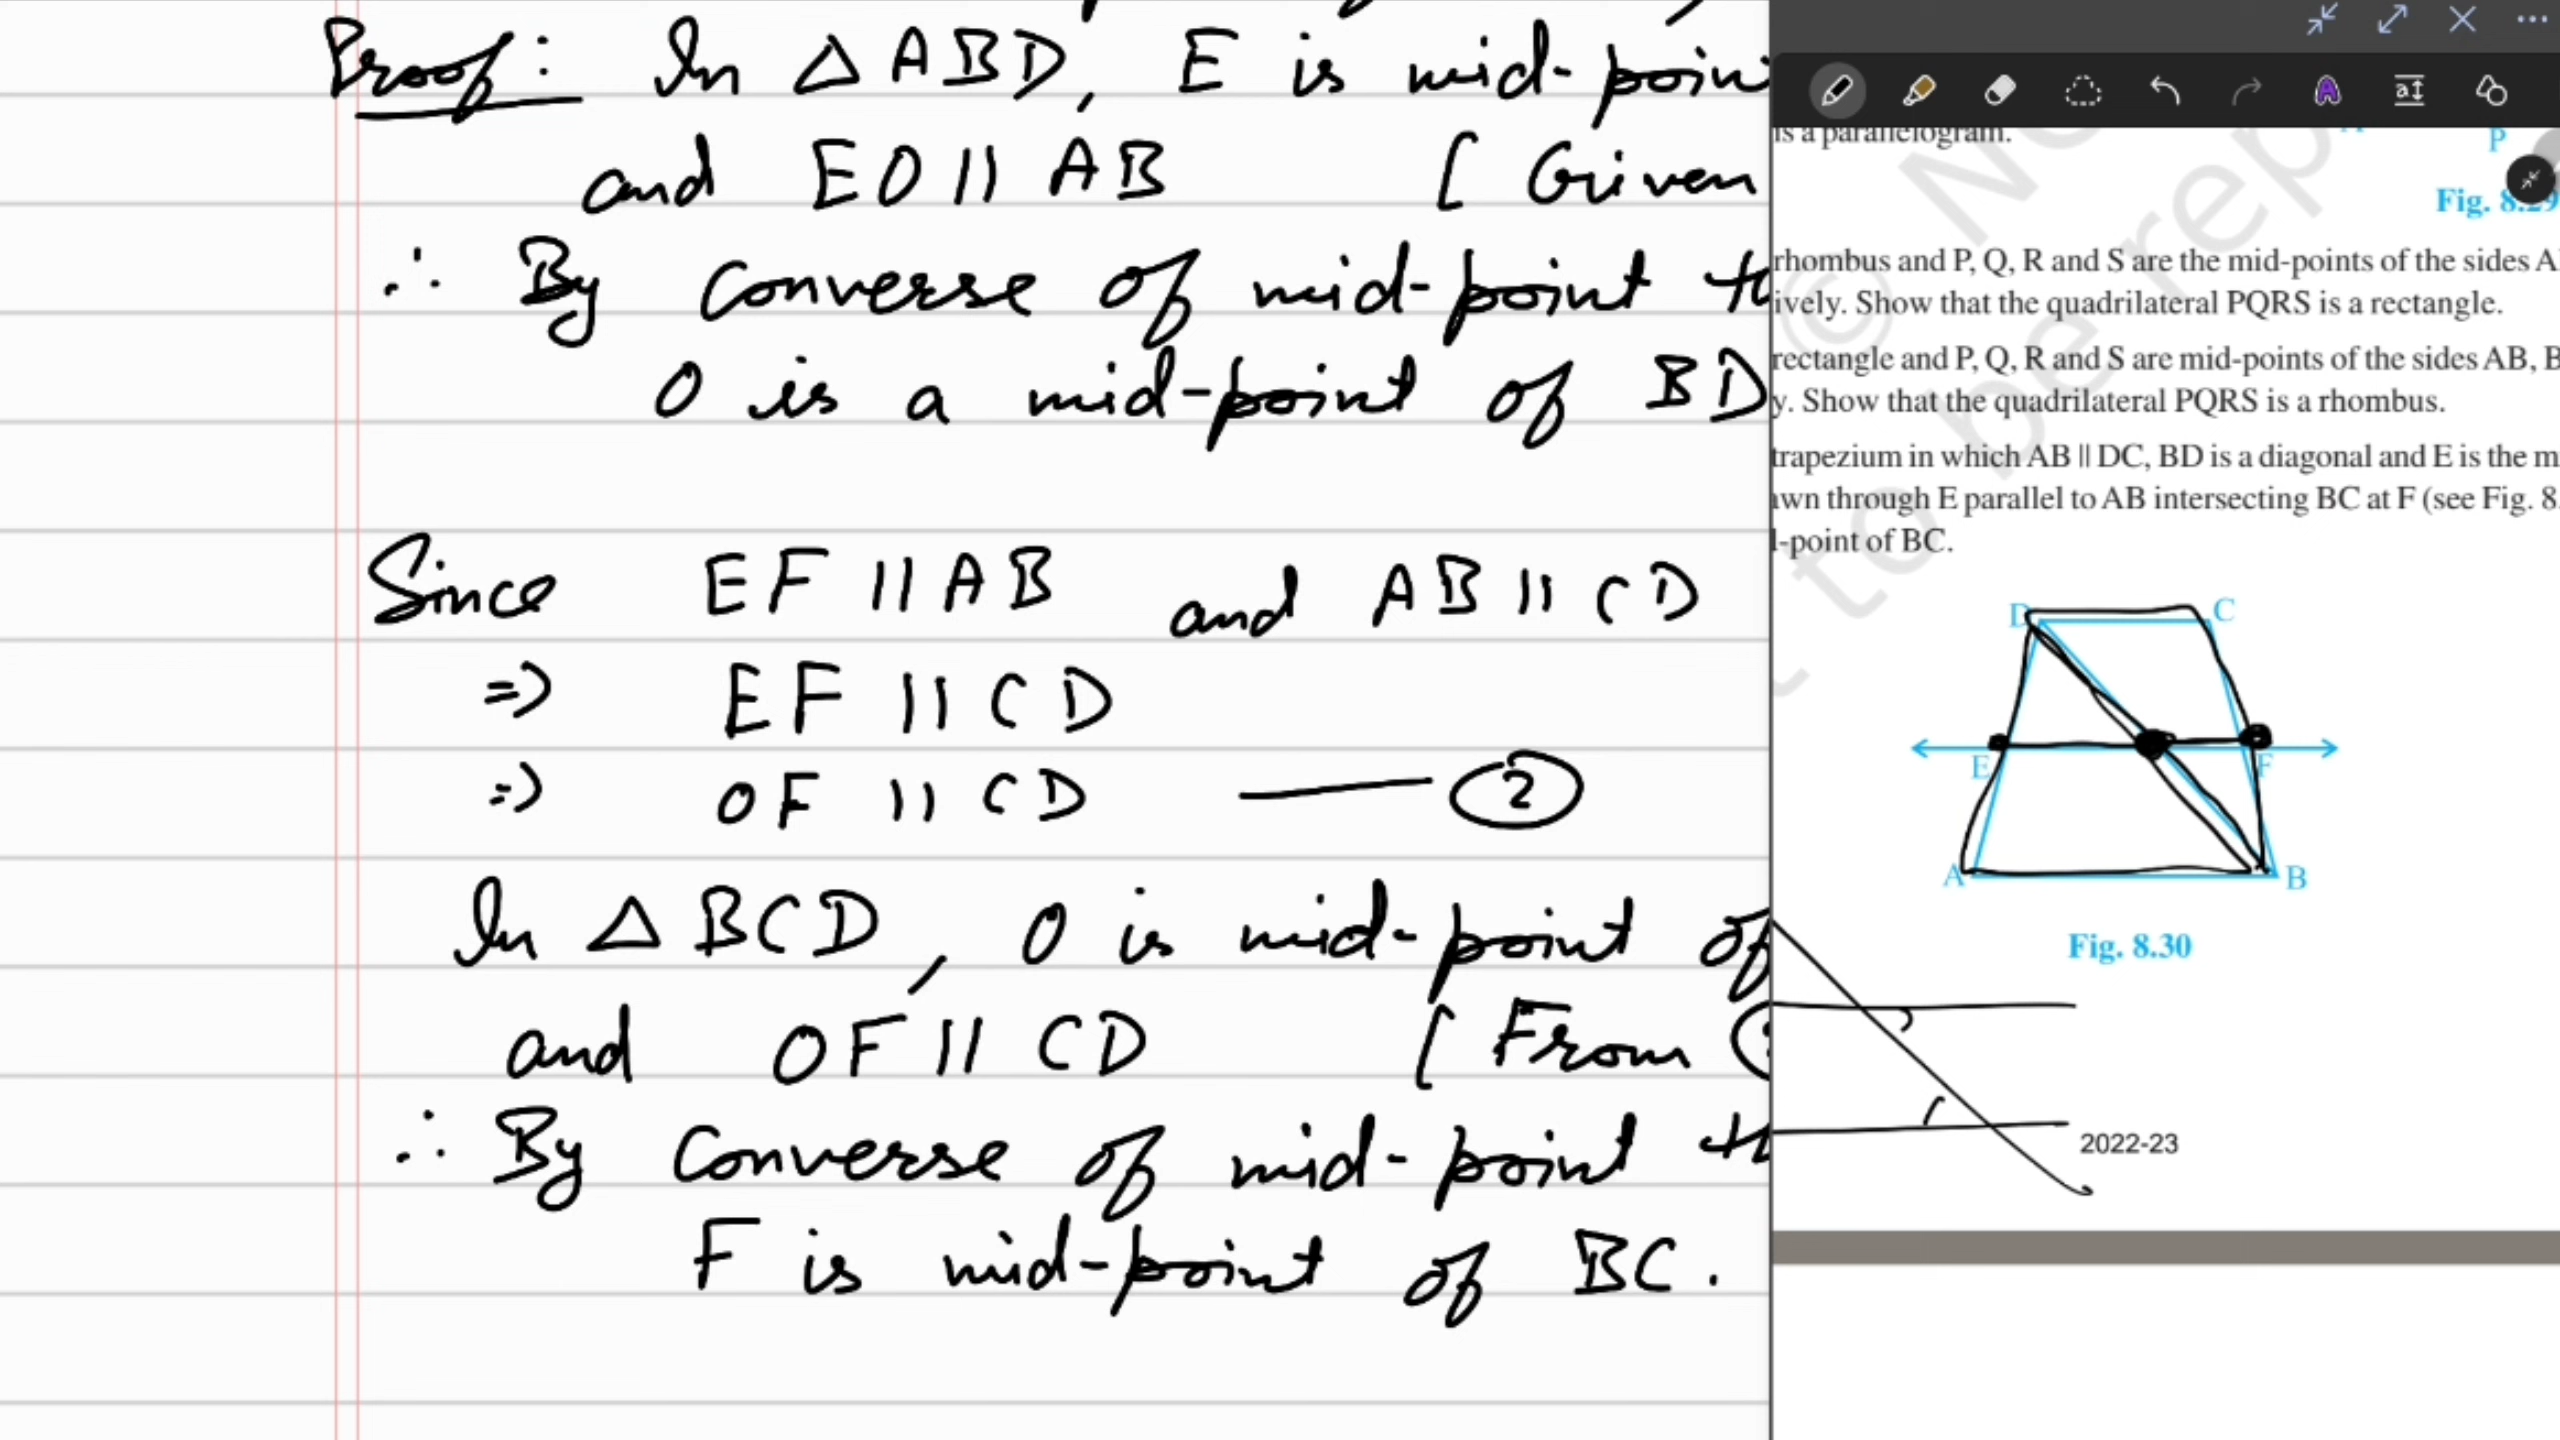 Proof: In △ABD, E is mid-poin
and EO || AB [Given
∴ By converse of mid-point th
O is a mid-point of BD
Since EF || AB and AB || CD
=> EF || CD
=> OF || CD —— 2
In △BCD, O is mid-point of
and OF || CD [From
∴ By Converse of mid-point th
F is mid-point of BC.
is a parallelogram.
P
Fig. 8.29
rhombus and P, Q, R and S are the mid-points of the sides A
ively. Show that the quadrilateral PQRS is a rectangle.
rectangle and P, Q, R and S are mid-points of the sides AB, B
y. Show that the quadrilateral PQRS is a rhombus.
trapezium in which AB || DC, BD is a diagonal and E is the m
wn through E parallel to AB intersecting BC at F (see Fig. 8.
-point of BC.
D C
E F
A B
Fig. 8.30
2022-23